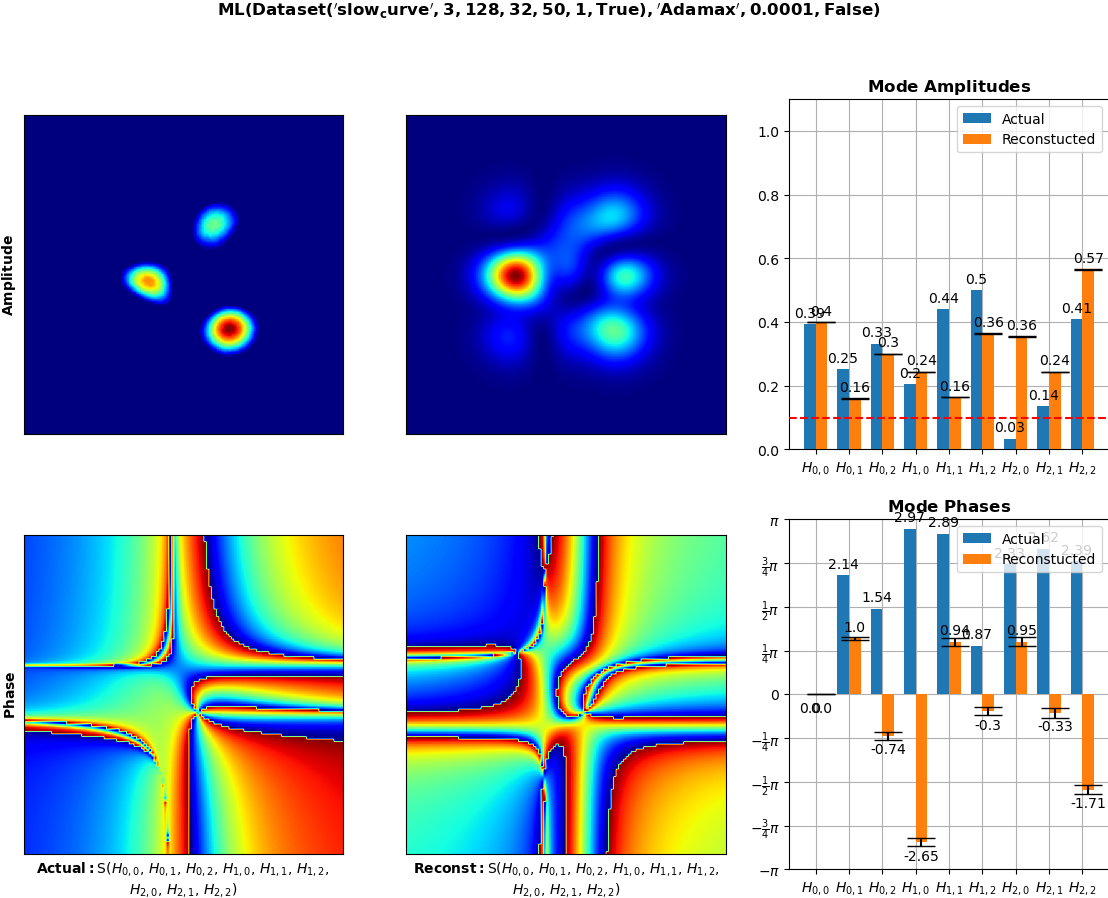 ML(Dataset('slow_curve', 3, 128, 32, 50, 1, True), 'Adamax', 0.0001, False)
Mode Amplitudes
Actual
Reconstucted
1.0
0.8
0.6
0.4
0.2
0.0
0.39
0.4
0.25
0.16
0.33
0.3
0.2
0.24
0.44
0.16
0.5
0.36
0.03
0.36
0.14
0.24
0.41
0.57
H0,0 H0,1 H0,2 H1,0 H1,1 H1,2 H2,0 H2,1 H2,2
Amplitude
Mode Phases
Actual
Reconstucted
π
3/4π
1/2π
1/4π
0
−1/4π
−1/2π
−3/4π
−π
0.0
0.0
2.14
1.0
1.54
-0.74
2.97
-2.65
2.89
0.94
0.87
-0.3
2.33
0.95
2.62
-0.33
2.39
-1.71
H0,0 H0,1 H0,2 H1,0 H1,1 H1,2 H2,0 H2,1 H2,2
Phase
Actual: S(H0,0, H0,1, H0,2, H1,0, H1,1, H1,2,
H2,0, H2,1, H2,2)
Reconst: S(H0,0, H0,1, H0,2, H1,0, H1,1, H1,2,
H2,0, H2,1, H2,2)